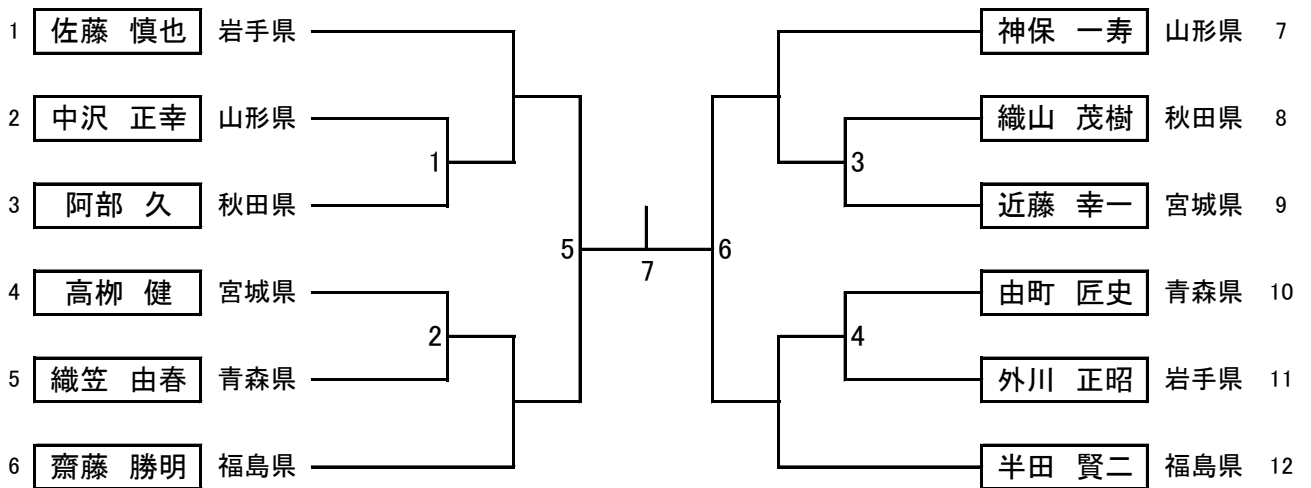 1 佐藤 慎也 岩手県
2 中沢 正幸 山形県
1
3 阿部 久 秋田県
4 高栁 健 宮城県
2
5 織笠 由春 青森県
6 齋藤 勝明 福島県
5
7
6
神保 一寿 山形県 7
織山 茂樹 秋田県 8
3
近藤 幸一 宮城県 9
由町 匠史 青森県 10
4
外川 正昭 岩手県 11
半田 賢二 福島県 12